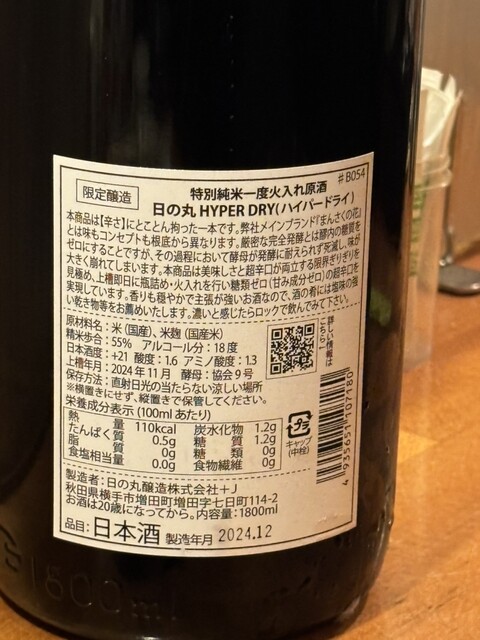 #B054
限定醸造
特別純米一度火入れ原酒
日の丸 HYPER DRY(ハイパードライ)
本商品は【辛さ】にとことん拘った一本です。弊社メインブランド『まんさくの花』
とは味もコンセプトも根底から異なります。厳密な完全発酵とは醪内の糖質を
ゼロにすることですが、その過程において酵母が発酵に耐えられず死滅し、味が
大きく崩れてしまいます。本商品は美味しさと超辛口が両立する限界ぎりぎりを
見極め、上槽即日に瓶詰め・火入れを行い糖類ゼロ(甘み成分ゼロ)の超辛口を
実現しています。香りも穏やかで主張が強いお酒なので、酒の肴には塩味の強
い乾き物等をお薦めいたします。濃いと感じたらロックで飲んでみて下さい。
原材料名:米(国産)、米麹(国産米)
精米歩合:55% アルコール分:18度
日本酒度:+21 酸度:1.6 アミノ酸度:1.3
上槽年月:2024年11月 酵母:協会9号
保存方法:直射日光の当たらない涼しい場所
※横置きにせず、縦置きで保管してください。
詳しい情報は
こちら!
栄養成分表示(100mlあたり)
熱量 110kcal 炭水化物 1.2g
たんぱく質 0.5g 糖質 1.2g
脂質 0g 糖類 0g
食塩相当量 0.0g 食物繊維 0g
プラ
キャップ
(中栓)
4935651107180
製造者:日の丸醸造株式会社+J
秋田県横手市増田町増田字七日町114-2
お酒は20歳になってから。内容量:1800ml
品目:日本酒 製造年月 2024.12
1800ml